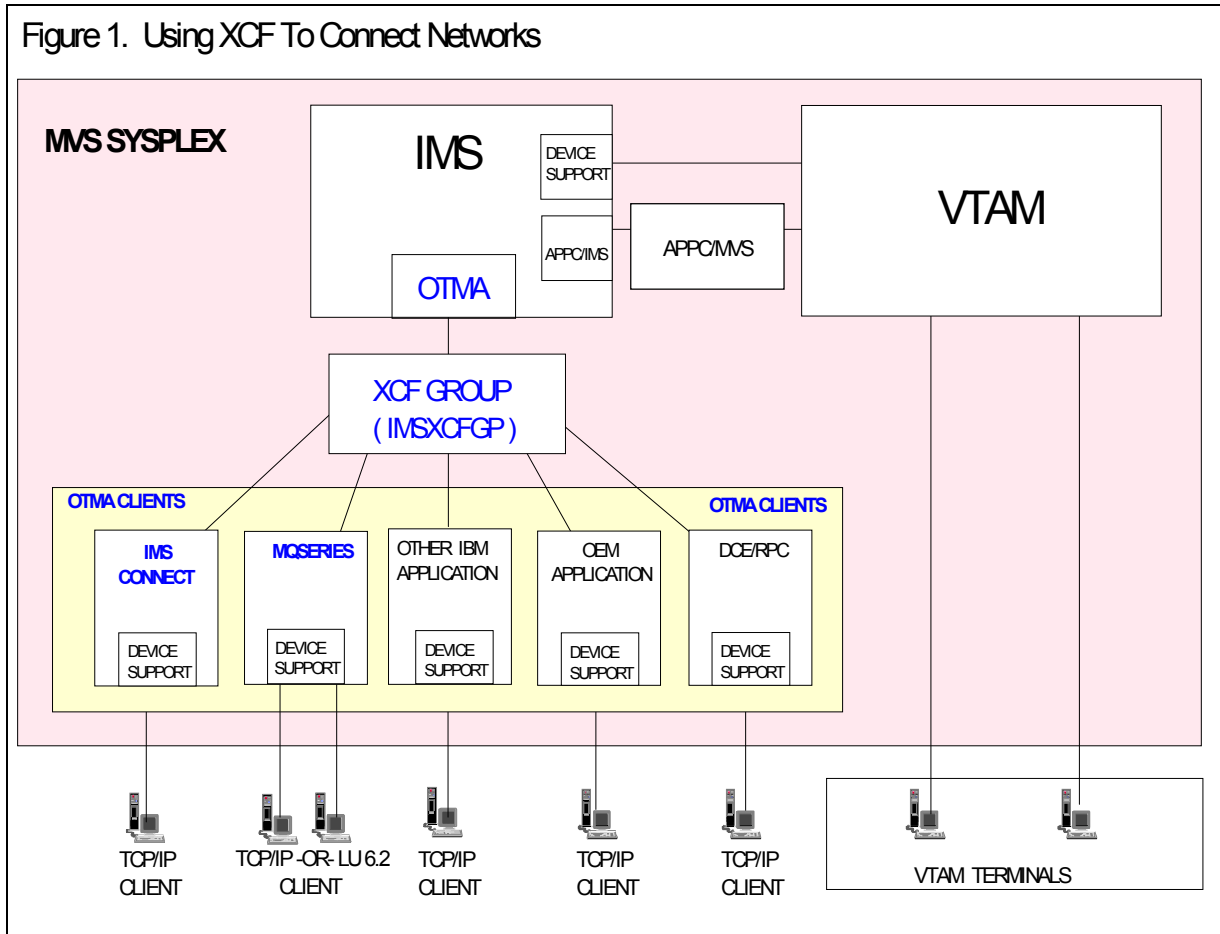 Figure 1. Using XCF To Connect Networks
MVS SYSPLEX
IMS
DEVICE
SUPPORT
APPC/IMS
OTMA
APPC/MVS
VTAM
XCF GROUP
( IMSXCFGP )
OTMA CLIENTS
OTMA CLIENTS
IMS
CONNECT
DEVICE
SUPPORT
MQSERIES
DEVICE
SUPPORT
OTHER IBM
APPLICATION
DEVICE
SUPPORT
OEM
APPLICATION
DEVICE
SUPPORT
DCE/RPC
DEVICE
SUPPORT
TCP/IP
CLIENT
TCP/IP -OR- LU 6.2
CLIENT
TCP/IP
CLIENT
TCP/IP
CLIENT
TCP/IP
CLIENT
VTAM TERMINALS